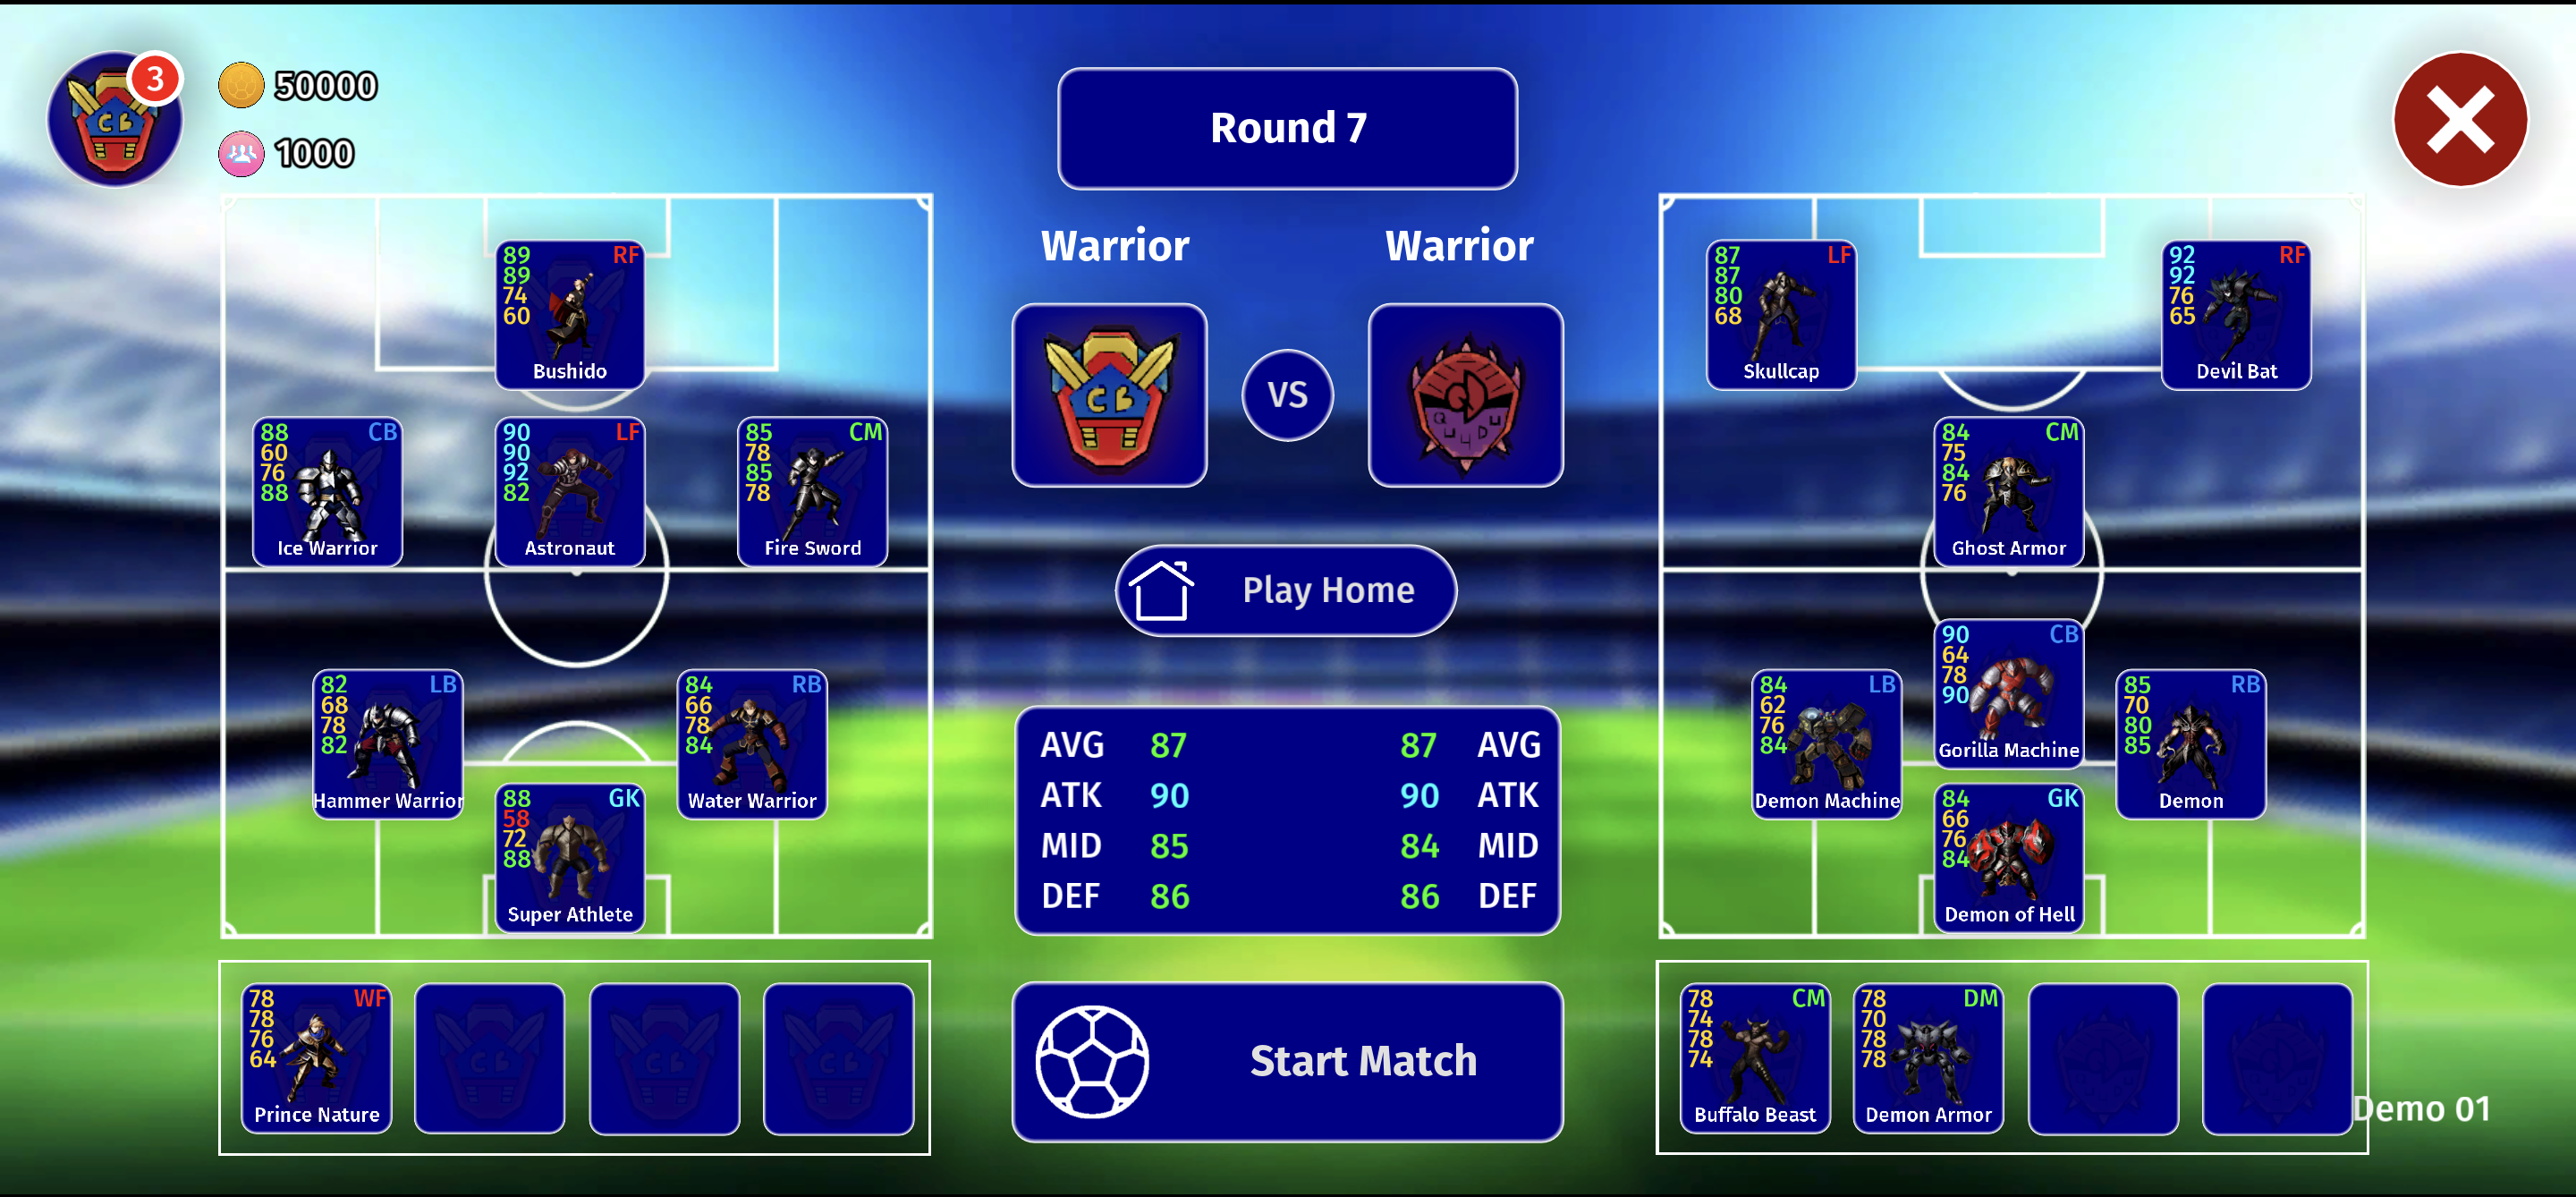 3
50000
1000
Round 7
Warrior
Warrior
CB
VS
Play Home
AVG 87 87 AVG
ATK 90 90 ATK
MID 85 84 MID
DEF 86 86 DEF
Start Match
89 RF
89
74
60
Bushido
88 CB
60
76
88
Ice Warrior
90 LF
90
92
82
Astronaut
85 CM
78
85
78
Fire Sword
82 LB
68
78
82
Hammer Warrior
84 RB
66
78
84
Water Warrior
88 GK
58
72
88
Super Athlete
78 WF
78
76
64
Prince Nature
87 LF
87
80
68
Skullcap
92 RF
92
76
65
Devil Bat
84 CM
75
84
76
Ghost Armor
90 CB
64
78
90
Gorilla Machine
84 LB
62
76
84
Demon Machine
85 RB
70
80
85
Demon
84 GK
66
76
84
Demon of Hell
78 CM
74
78
74
Buffalo Beast
78 DM
70
78
78
Demon Armor
Demo 01